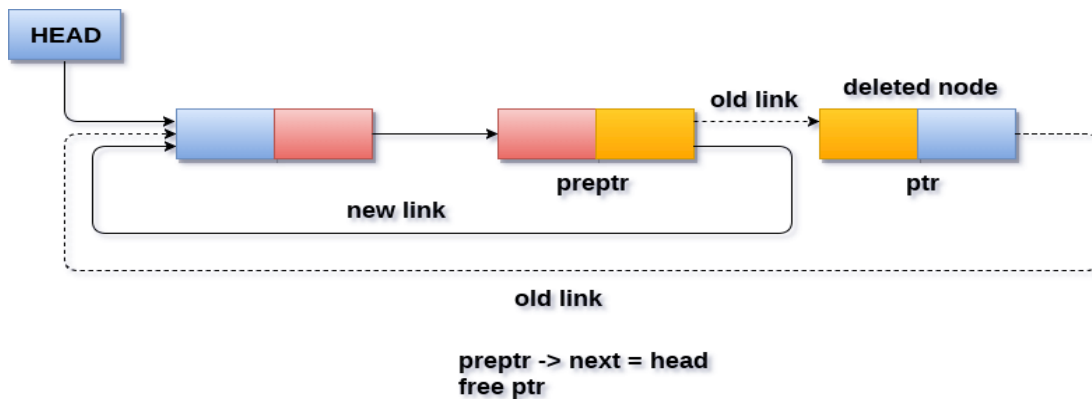 HEAD
deleted node
old link
preptr
ptr
new link
old link
preptr -> next = head
free ptr